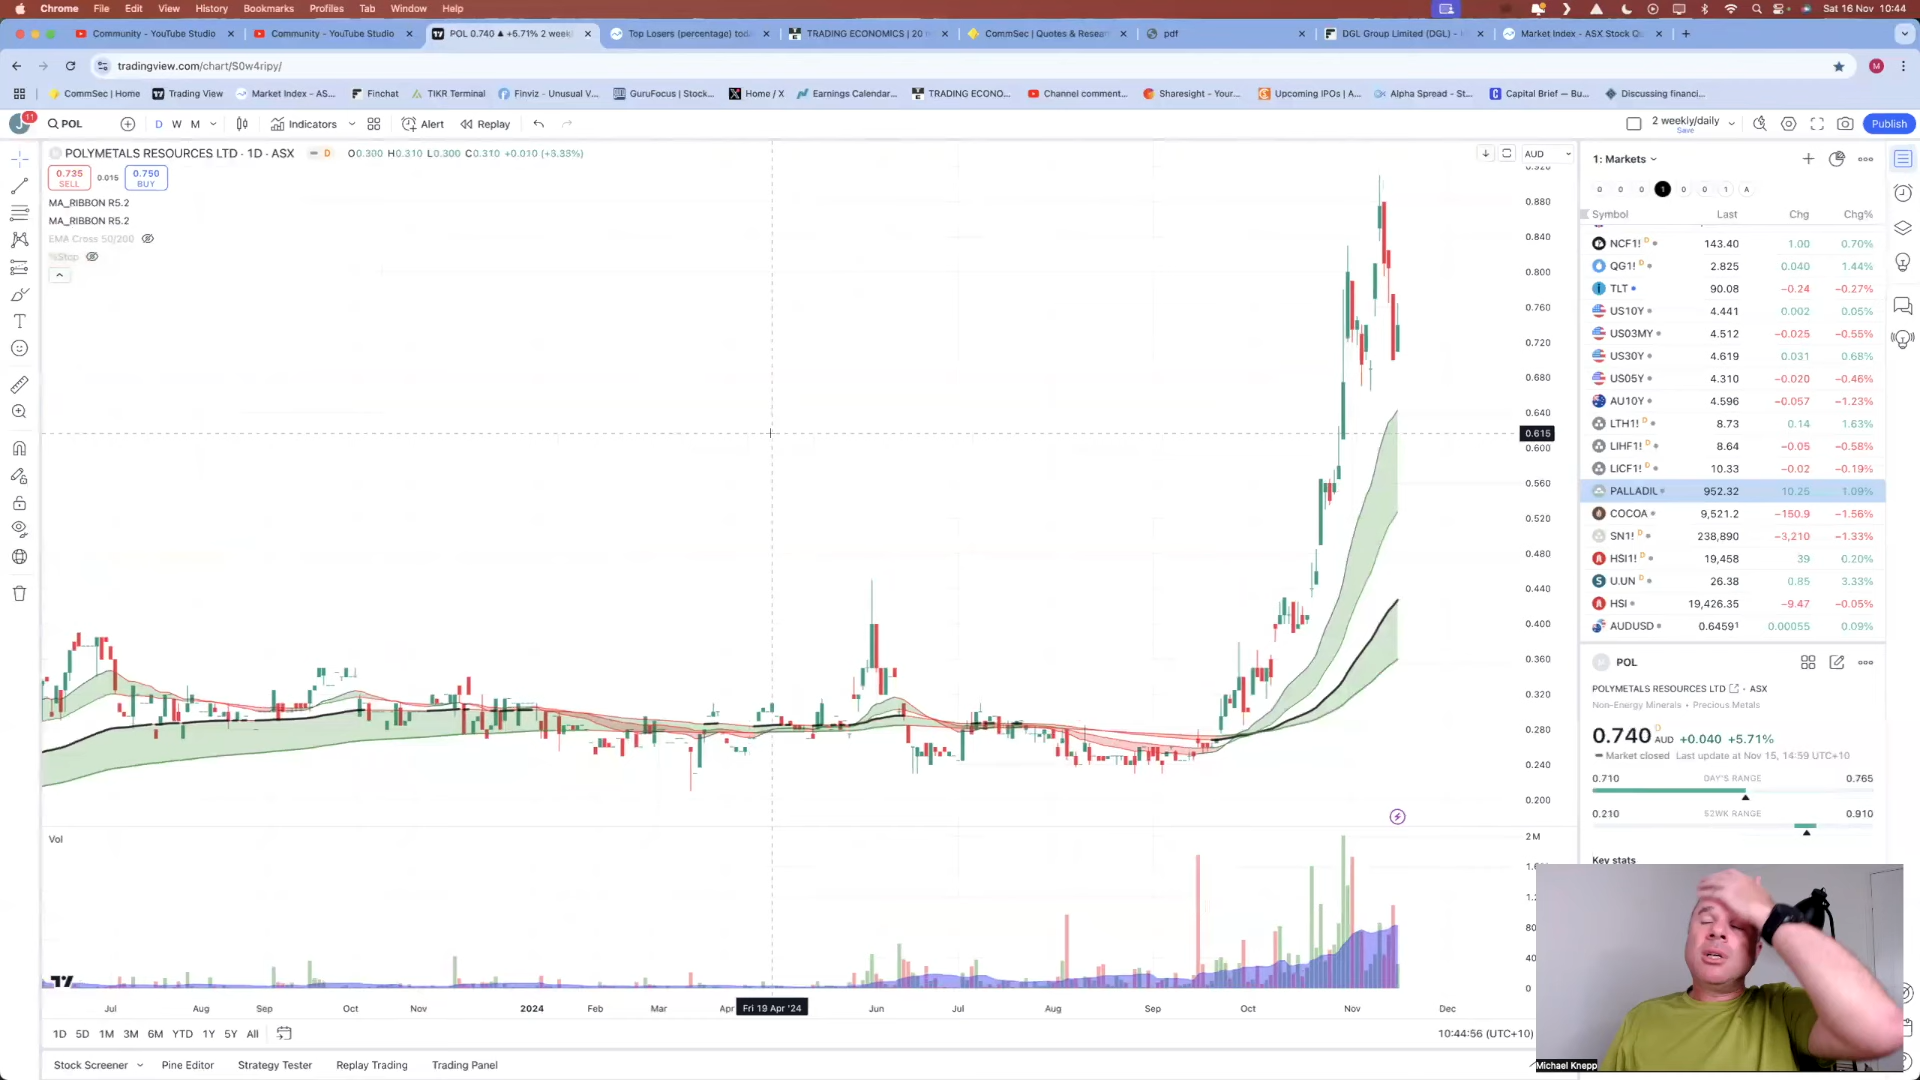 Chrome File Edit View History Bookmarks Profiles Tab Window Help Sat 16 Nov 10:44
Community - YouTube Studio Community - YouTube Studio POL 0.740 ▲ +5.71% 2 week Top Losers (percentage) tod TRADING ECONOMICS | 20 CommSec | Quotes & Resear pdf DGL Group Limited (DGL) - Market Index - ASX Stock Qu
tradingview.com/chart/S0w4ripy/
CommSec | Home Trading View Market Index - AS... Finchat TIKR Terminal Finviz - Unusual V... GuruFocus | Stock... Home / X Earnings Calendar... TRADING ECONO... Channel comment... Sharesight - Your... Upcoming IPOs | A... Alpha Spread - St... Capital Brief — Bu... Discussing financi...
11 POL D W M Indicators Alert Replay 2 weekly/daily Save Publish
POLYMETALS RESOURCES LTD · 1D · ASX D O0.300 H0.310 L0.300 C0.310 +0.010 (+3.33%) AUD
0.735 SELL 0.015 0.750 BUY
MA_RIBBON R5.2
MA_RIBBON R5.2
EMA Cross 50/200
%Stop
0.920
0.880
0.840
0.800
0.760
0.720
0.680
0.640
0.615
0.600
0.560
0.520
0.480
0.440
0.400
0.360
0.320
0.280
0.240
0.200
Vol
2 M
Jul Aug Sep Oct Nov 2024 Feb Mar Apr Fri 19 Apr '24 Jun Jul Aug Sep Oct Nov Dec
1D 5D 1M 3M 6M YTD 1Y 5Y All 10:44:56 (UTC+10)
Stock Screener Pine Editor Strategy Tester Replay Trading Trading Panel
1: Markets
0 0 0 1 0 0 1 A
Symbol Last Chg Chg%
NCF1! D 143.40 1.00 0.70%
QG1! D 2.825 0.040 1.44%
TLT 90.08 −0.24 −0.27%
US10Y 4.441 0.002 0.05%
US03MY 4.512 −0.025 −0.55%
US30Y 4.619 0.031 0.68%
US05Y 4.310 −0.020 −0.46%
AU10Y 4.596 −0.057 −1.23%
LTH1! D 8.73 0.14 1.63%
LIHF1! D 8.64 −0.05 −0.58%
LICF1! D 10.33 −0.02 −0.19%
PALLADIU 952.32 10.25 1.09%
COCOA 9,521.2 −150.9 −1.56%
SN1! D 238,890 −3,210 −1.33%
HSI1! D 19,458 39 0.20%
U.UN D 26.38 0.85 3.33%
HSI 19,426.35 −9.47 −0.05%
AUDUSD 0.6459¹ 0.00055 0.09%
POL
POLYMETALS RESOURCES LTD · ASX
Non-Energy Minerals • Precious Metals
0.740 D AUD +0.040 +5.71%
Market closed Last update at Nov 15, 14:59 UTC+10
0.710 DAY'S RANGE 0.765
0.210 52WK RANGE 0.910
Key stats
Michael Knepp